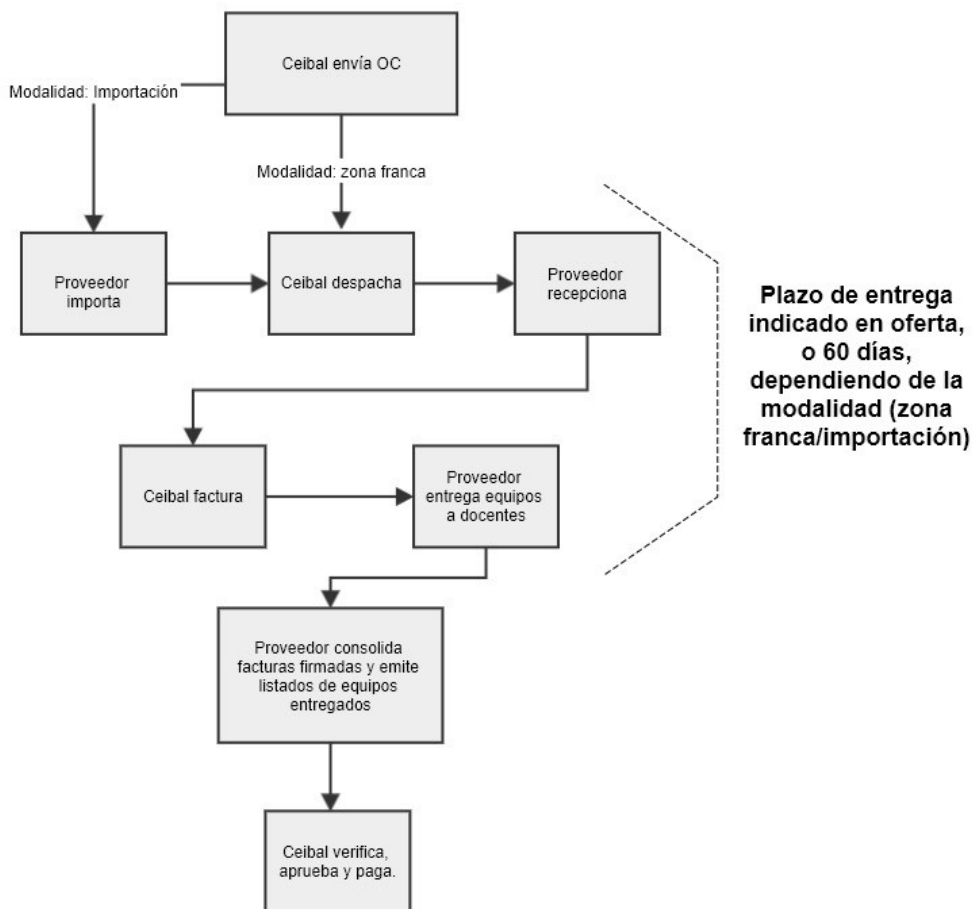 Ceibal envía OC
Modalidad: Importación
Modalidad: zona franca
Proveedor
importa
Ceibal despacha
Proveedor
recepciona
Plazo de entrega
indicado en oferta,
o 60 días,
dependiendo de la
modalidad (zona
franca/importación)
Ceibal factura
Proveedor
entrega equipos
a docentes
Proveedor consolida
facturas firmadas y emite
listados de equipos
entregados
Ceibal verifica,
aprueba y paga.